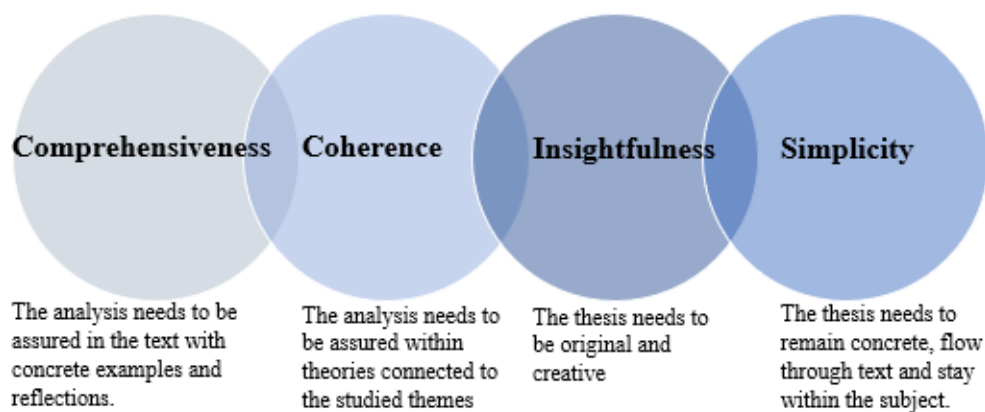 Comprehensiveness
Coherence
Insightfulness
Simplicity
The analysis needs to be
assured in the text with
concrete examples and
reflections.
The analysis needs to
be assured within
theories connected to
the studied themes
The thesis needs to
be original and
creative
The thesis needs to
remain concrete, flow
through text and stay
within the subject.